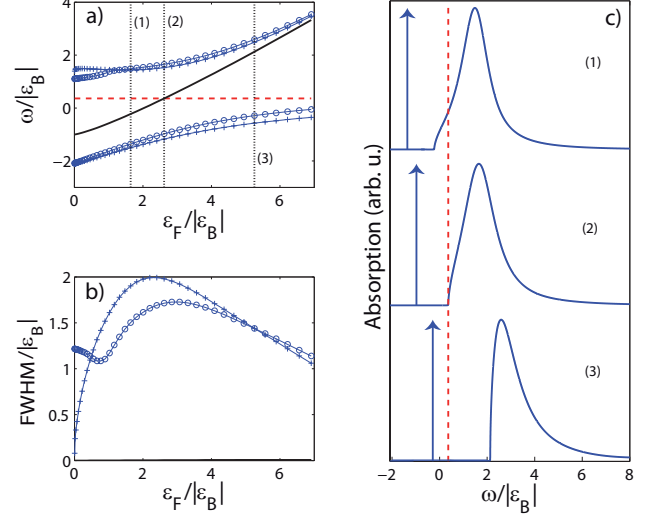 a)
4
2
0
−2
ω/|ε_B|
(1)
(2)
(3)
0 2 4 6
ε_F/|ε_B|
b)
2
1.5
1
0.5
0
FWHM/|ε_B|
0 2 4 6
ε_F/|ε_B|
c)
Absorption (arb. u.)
(1)
(2)
(3)
−2 0 2 4 6 8
ω/|ε_B|